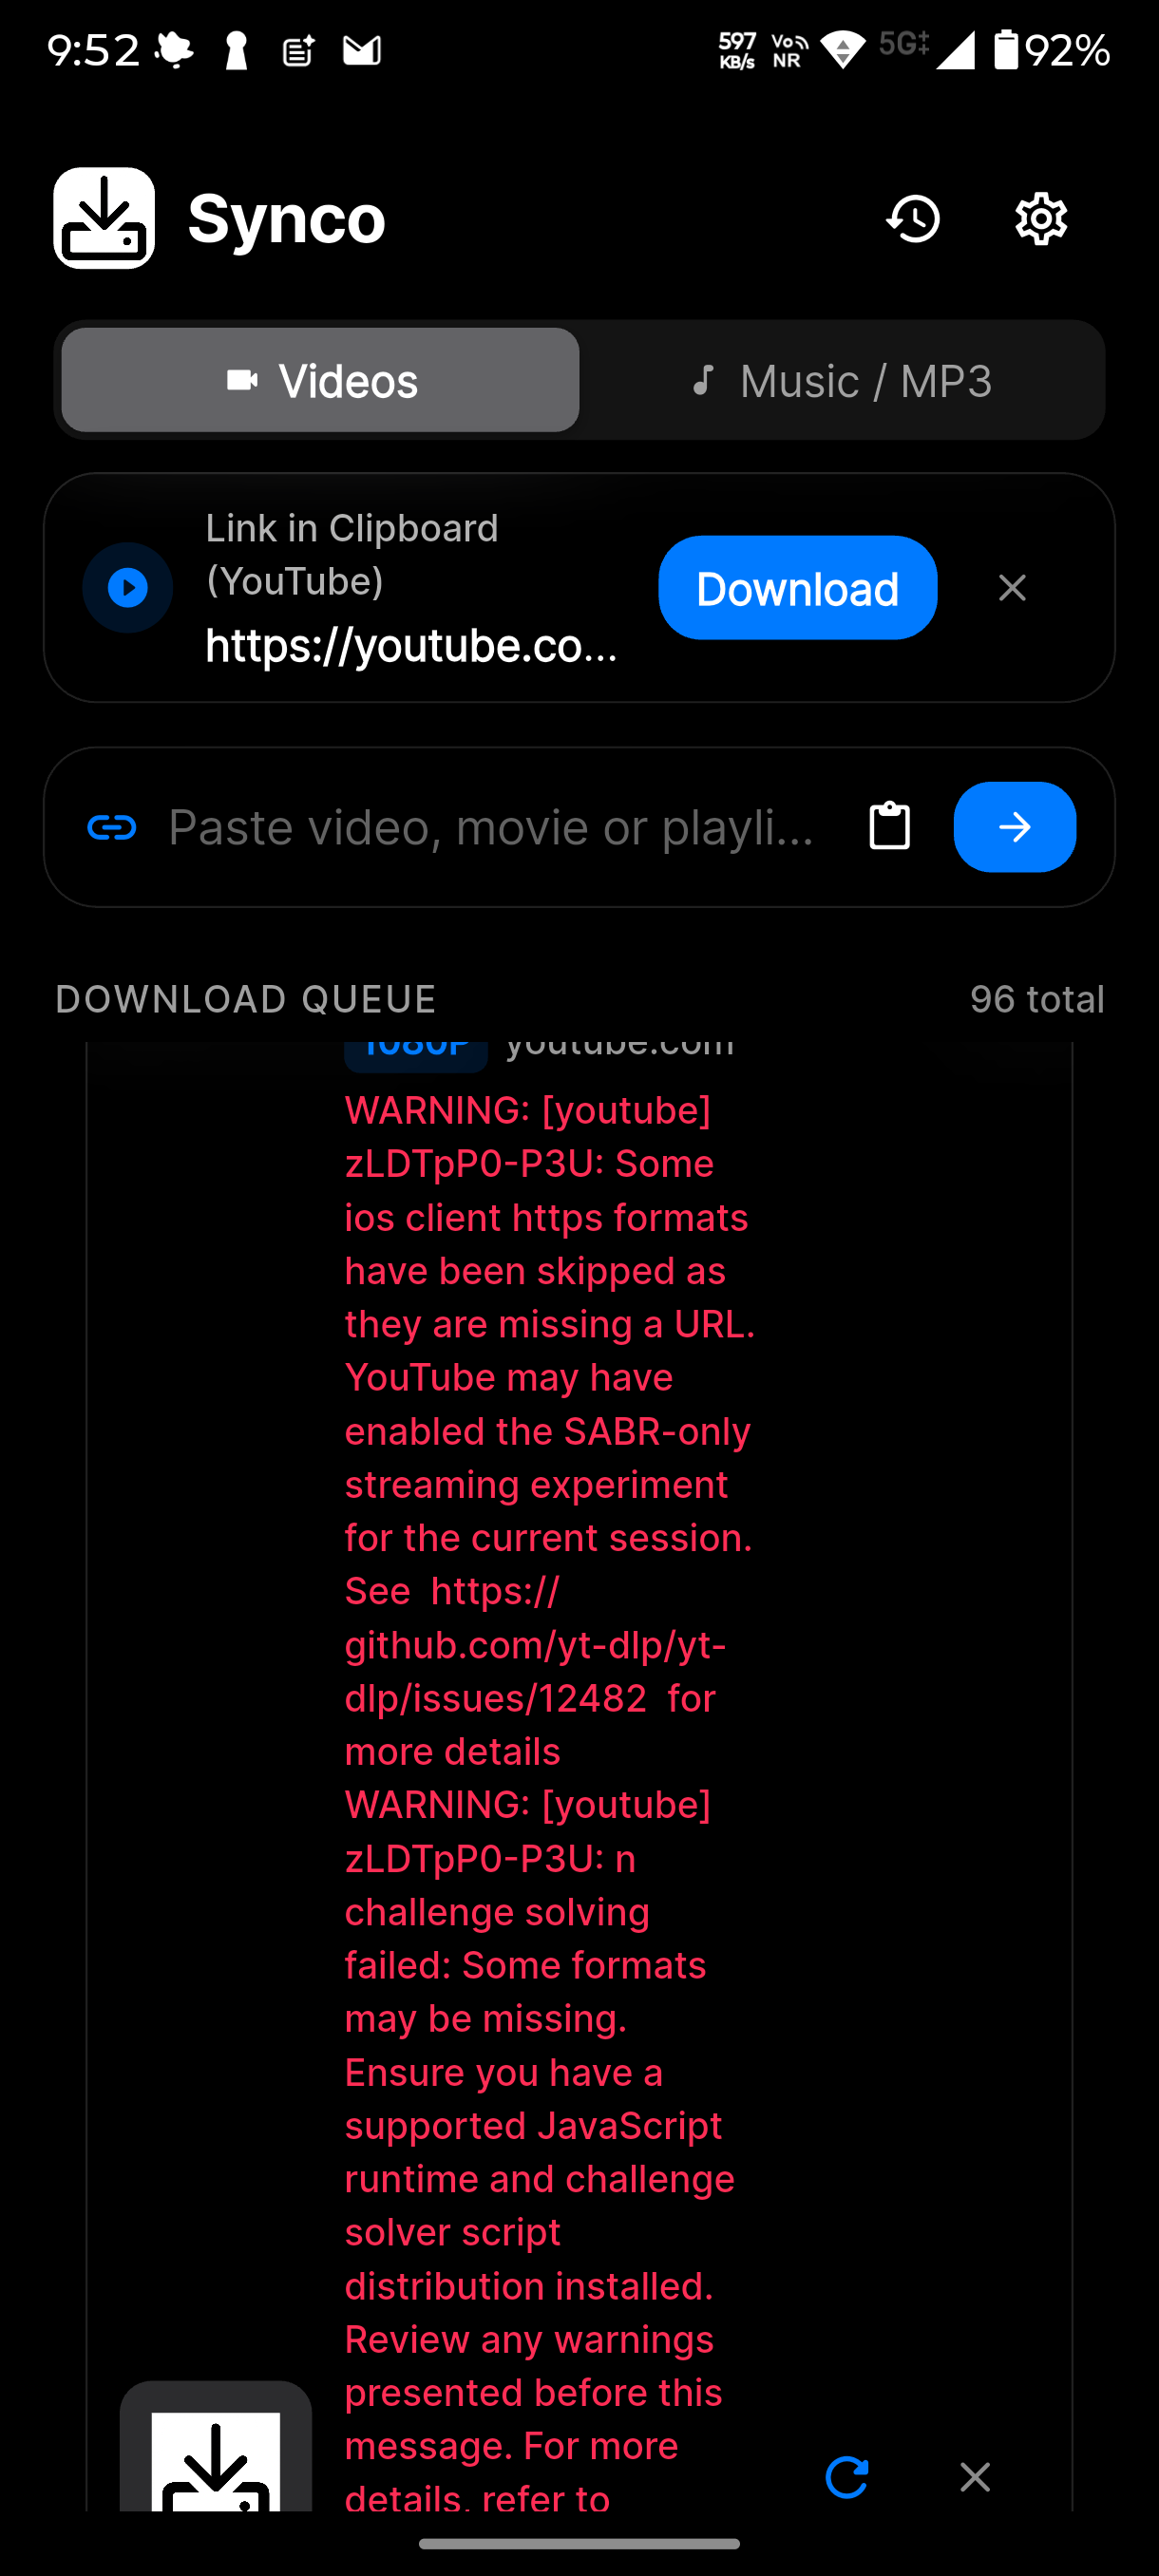 9:52
597
KB/s
Vo
NR
5G‡
92%
Synco
Videos
Music / MP3
Link in Clipboard
(YouTube)
https://youtube.co...
Download
Paste video, movie or playli...
DOWNLOAD QUEUE
96 total
1080P youtube.com
WARNING: [youtube]
zLDTpP0-P3U: Some
ios client https formats
have been skipped as
they are missing a URL.
YouTube may have
enabled the SABR-only
streaming experiment
for the current session.
See  https://
github.com/yt-dlp/yt-
dlp/issues/12482  for
more details
WARNING: [youtube]
zLDTpP0-P3U: n
challenge solving
failed: Some formats
may be missing.
Ensure you have a
supported JavaScript
runtime and challenge
solver script
distribution installed.
Review any warnings
presented before this
message. For more
details, refer to